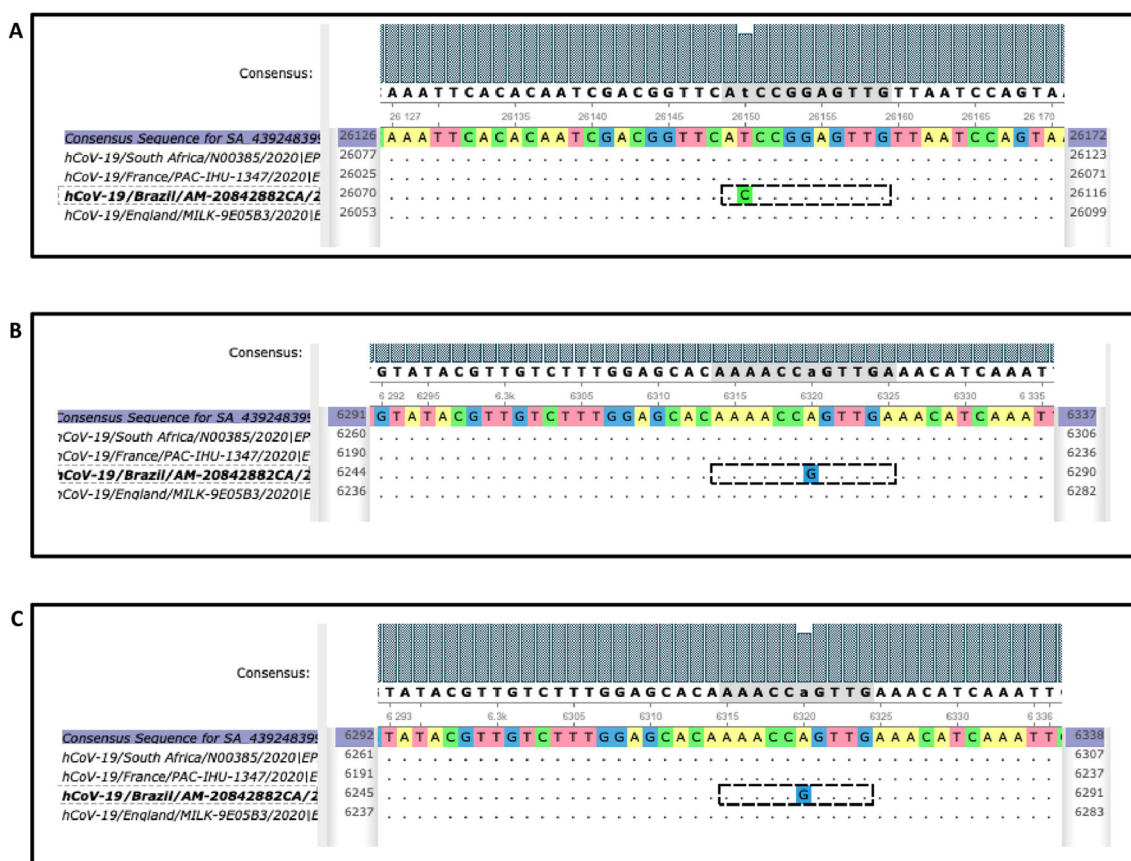 A
Consensus:
AAATTCACACAATCGACGGTTCAtCCGGAGTTGTTAATCCAGTA
26 127 26135 26140 26145 26150 26155 26160 26165 26 170
Consensus Sequence for SA_439248399 26126 AAATTCACACAATCGACGGTTCATCCGGAGTTGTTAATCCAGTA 26172
hCoV-19/South Africa/N00385/2020|EP 26077 26123
hCoV-19/France/PAC-IHU-1347/2020|E 26025 26071
hCoV-19/Brazil/AM-20842882CA/2 26070 C 26116
hCoV-19/England/MILK-9E05B3/2020|E 26053 26099
B
Consensus:
GTATACGTTGTCTTTGGAGCACAAAACCaGTTGAAACATCAAAT
6 292 6295 6.3k 6305 6310 6315 6320 6325 6330 6335
Consensus Sequence for SA_439248399 6291 GTATACGTTGTCTTTGGAGCACAAAACCAGTTGAAACATCAAAT 6337
hCoV-19/South Africa/N00385/2020|EP 6260 6306
hCoV-19/France/PAC-IHU-1347/2020|E 6190 6236
hCoV-19/Brazil/AM-20842882CA/2 6244 G 6290
hCoV-19/England/MILK-9E05B3/2020|E 6236 6282
C
Consensus:
TATACGTTGTCTTTGGAGCACAAAACCaGTTGAAACATCAAATT
6 293 6.3k 6305 6310 6315 6320 6325 6330 6 336
Consensus Sequence for SA_439248399 6292 TATACGTTGTCTTTGGAGCACAAAACCAGTTGAAACATCAAATT 6338
hCoV-19/South Africa/N00385/2020|EP 6261 6307
hCoV-19/France/PAC-IHU-1347/2020|E 6191 6237
hCoV-19/Brazil/AM-20842882CA/2 6245 G 6291
hCoV-19/England/MILK-9E05B3/2020|E 6237 6283